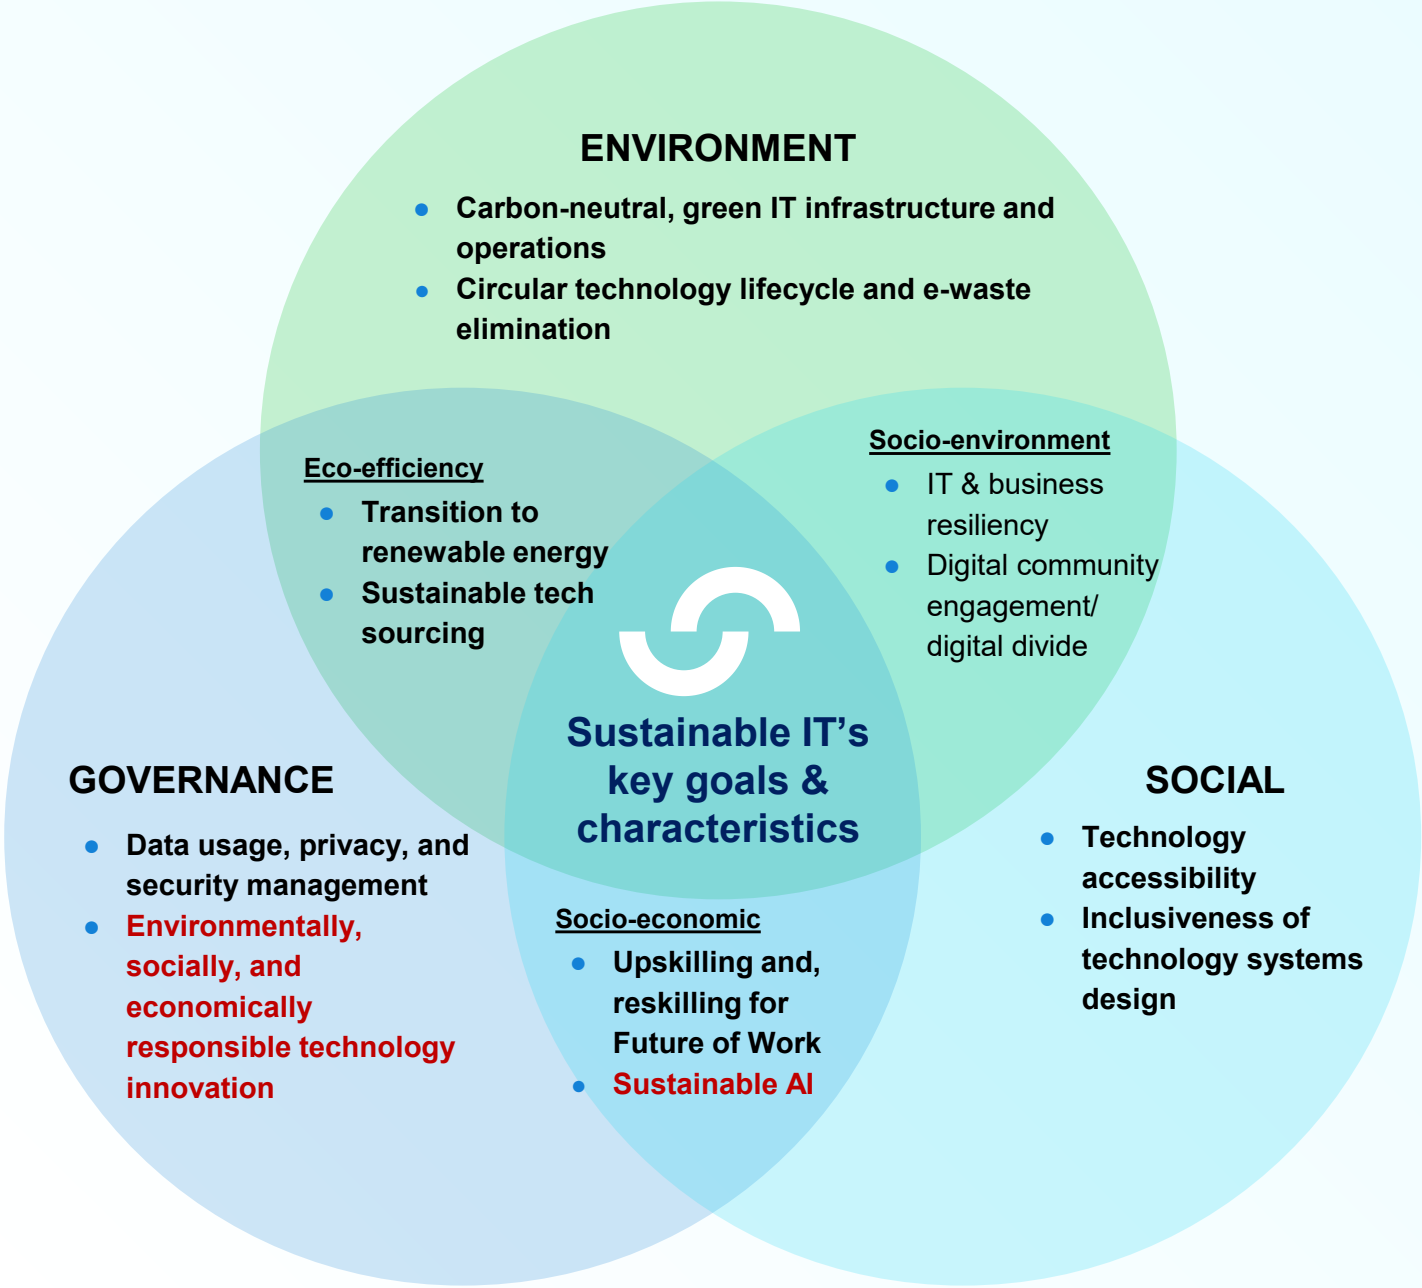 ENVIRONMENT
● Carbon-neutral, green IT infrastructure and
operations
● Circular technology lifecycle and e-waste
elimination
Eco-efficiency
● Transition to
renewable energy
● Sustainable tech
sourcing
Socio-environment
● IT & business
resiliency
● Digital community
engagement/
digital divide
Sustainable IT’s
key goals &
characteristics
GOVERNANCE
● Data usage, privacy, and
security management
● Environmentally,
socially, and
economically
responsible technology
innovation
Socio-economic
● Upskilling and,
reskilling for
Future of Work
● Sustainable AI
SOCIAL
● Technology
accessibility
● Inclusiveness of
technology systems
design